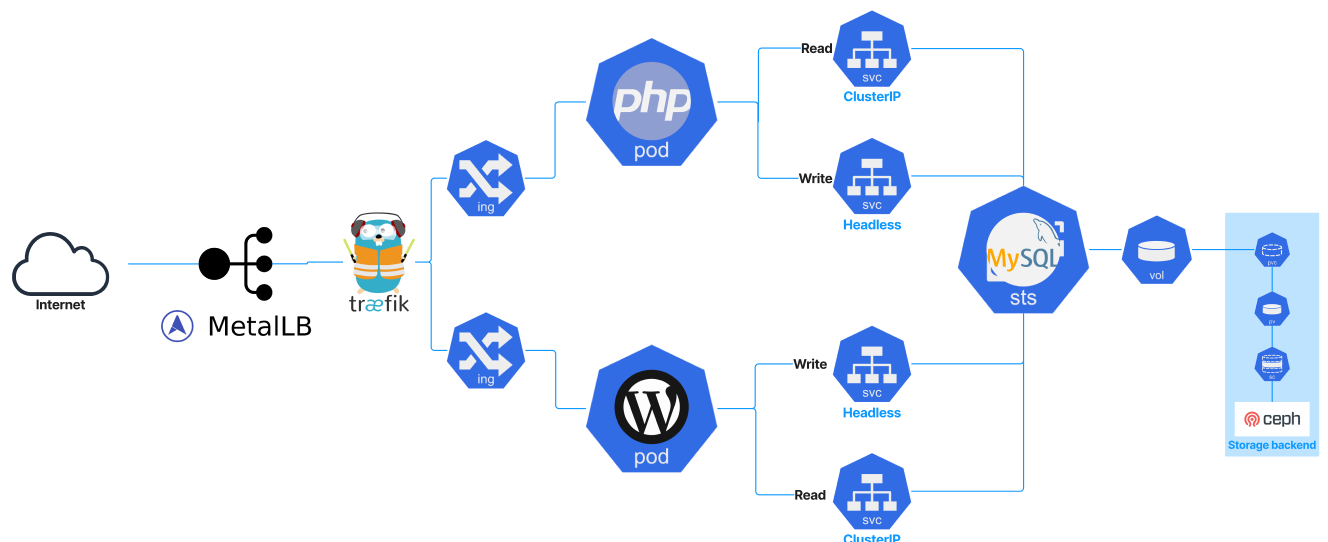 Internet
MetalLB
træfik
ing
php
pod
Read
svc
ClusterIP
Write
svc
Headless
ing
pod
Write
svc
Headless
Read
svc
ClusterIP
MySQL
sts
vol
pvc
pv
sc
ceph
Storage backend